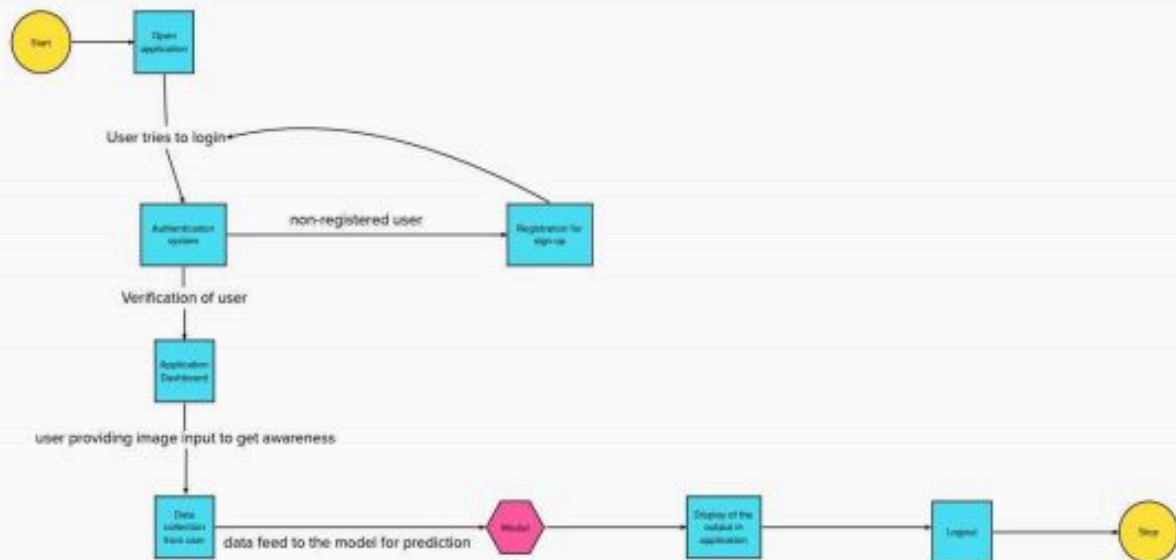 Start
Open
application
User tries to login
Authentication
system
non-registered user
Registration for
sign-up
Verification of user
Application
Dashboard
user providing image input to get awareness
Data
collection
from user
data feed to the model for prediction
Model
Display of the
output in
application
Logout
Stop